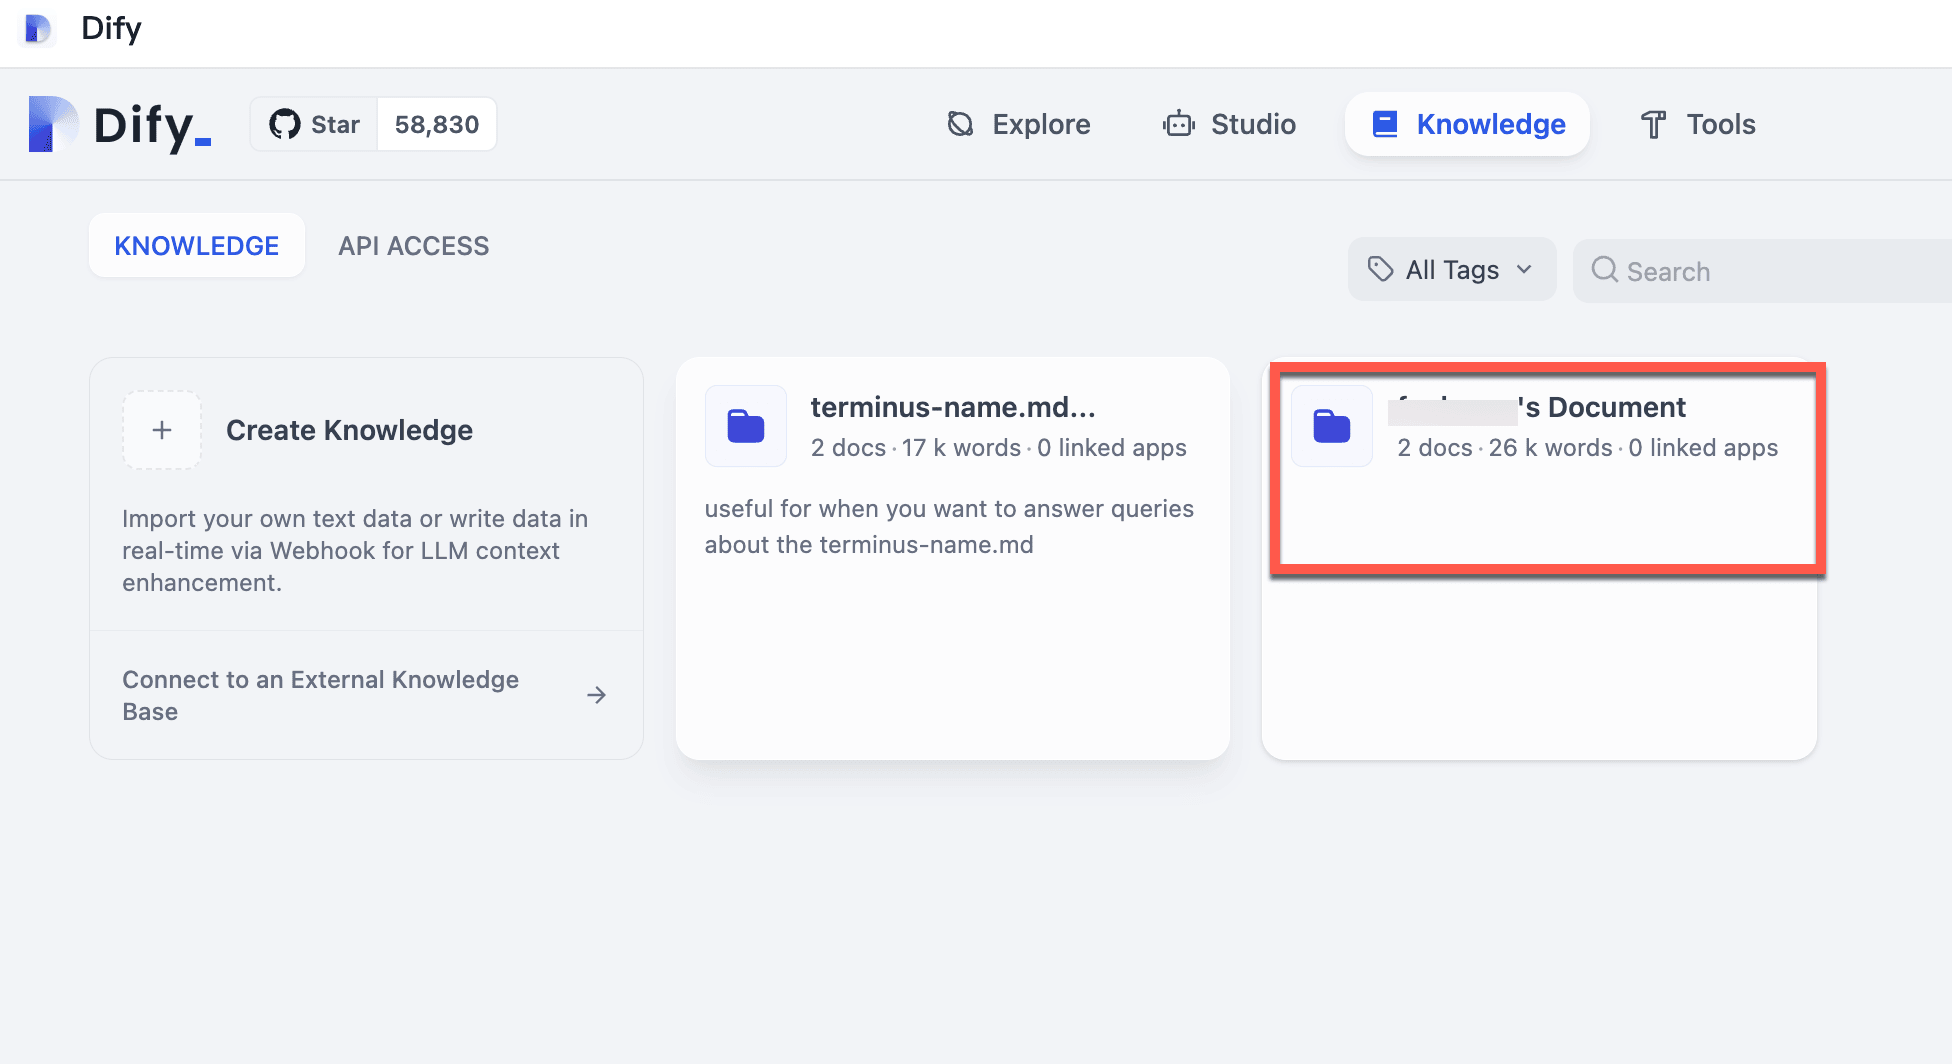 Dify
Dify_
Star 58,830
Explore Studio Knowledge Tools
KNOWLEDGE API ACCESS
All Tags
Search
Create Knowledge
Import your own text data or write data in
real-time via Webhook for LLM context
enhancement.
Connect to an External Knowledge
Base
terminus-name.md...
2 docs · 17 k words · 0 linked apps
useful for when you want to answer queries
about the terminus-name.md
's Document
2 docs · 26 k words · 0 linked apps